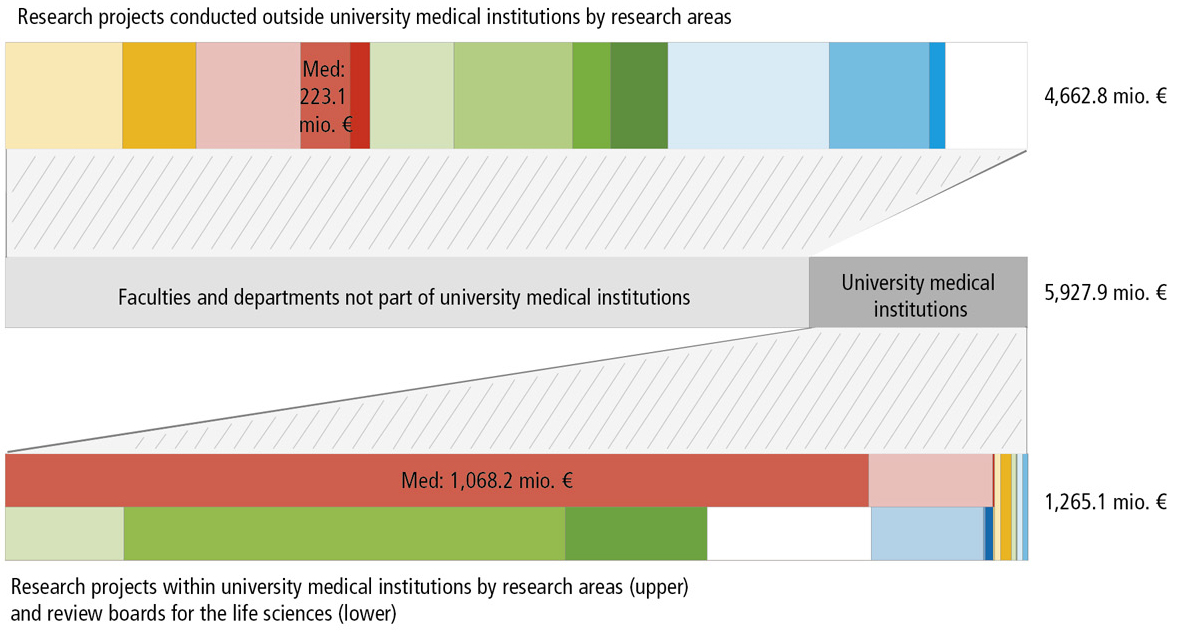 Research projects conducted outside university medical institutions by research areas
Med:
223.1
mio. €
4,662.8 mio. €
Faculties and departments not part of university medical institutions
University medical
institutions
5,927.9 mio. €
Med: 1,068.2 mio. €
1,265.1 mio. €
Research projects within university medical institutions by research areas (upper)
and review boards for the life sciences (lower)